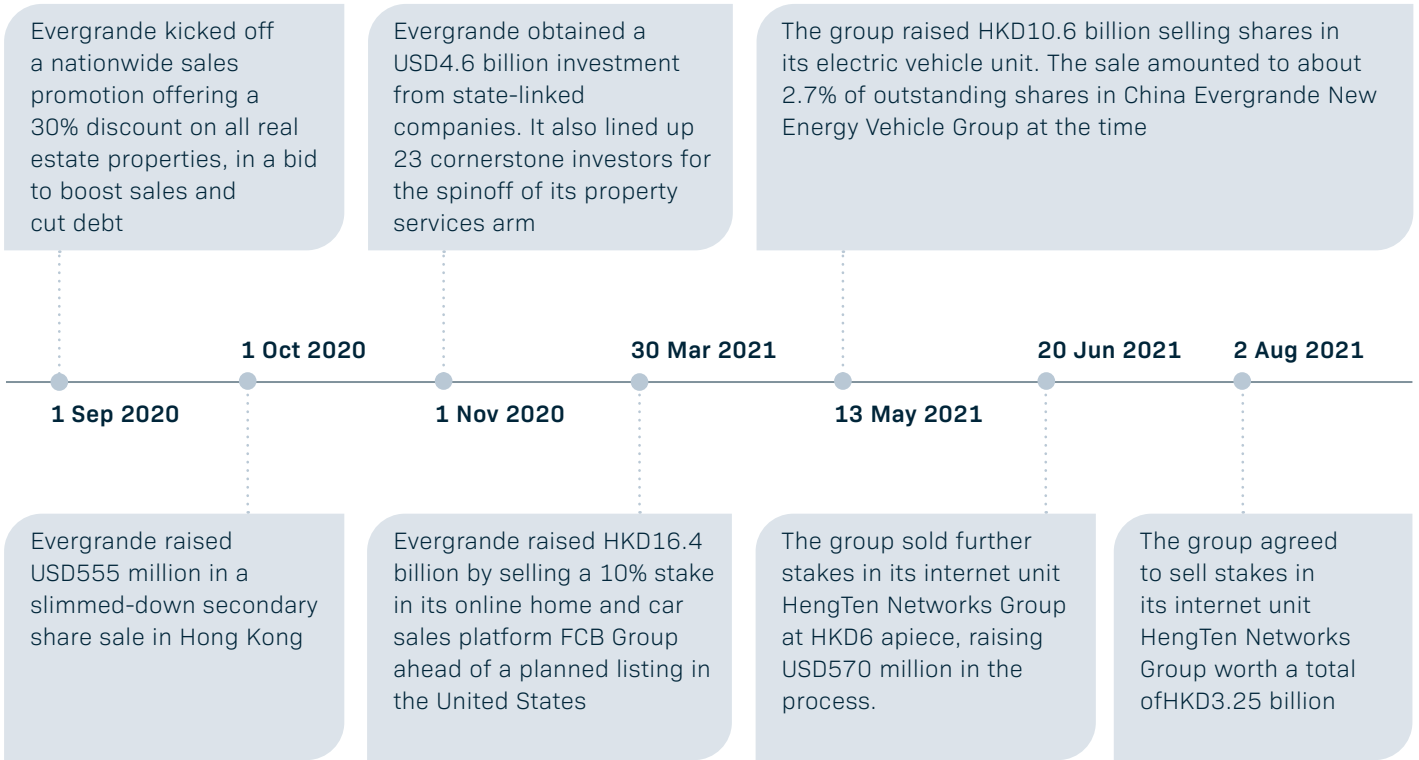 Evergrande kicked off
a nationwide sales
promotion offering a
30% discount on all real
estate properties, in a bid
to boost sales and
cut debt
Evergrande obtained a
USD4.6 billion investment
from state-linked
companies. It also lined up
23 cornerstone investors for
the spinoff of its property
services arm
The group raised HKD10.6 billion selling shares in
its electric vehicle unit. The sale amounted to about
2.7% of outstanding shares in China Evergrande New
Energy Vehicle Group at the time
1 Oct 2020
30 Mar 2021
20 Jun 2021
2 Aug 2021
1 Sep 2020
1 Nov 2020
13 May 2021
Evergrande raised
USD555 million in a
slimmed-down secondary
share sale in Hong Kong
Evergrande raised HKD16.4
billion by selling a 10% stake
in its online home and car
sales platform FCB Group
ahead of a planned listing in
the United States
The group sold further
stakes in its internet unit
HengTen Networks Group
at HKD6 apiece, raising
USD570 million in the
process.
The group agreed
to sell stakes in
its internet unit
HengTen Networks
Group worth a total
ofHKD3.25 billion